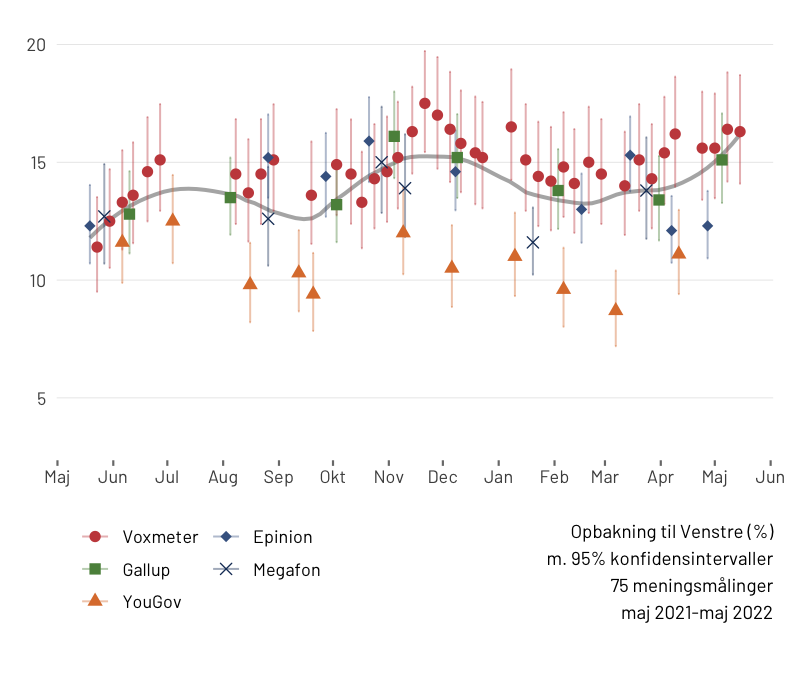 20
15
10
5
Maj Jun Jul Aug Sep Okt Nov Dec Jan Feb Mar Apr Maj Jun
Voxmeter Epinion
Gallup Megafon
YouGov
Opbakning til Venstre (%)
m. 95% konfidensintervaller
75 meningsmålinger
maj 2021-maj 2022